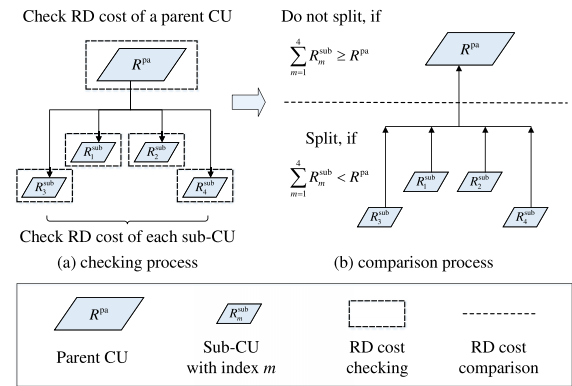 Check RD cost of a parent CU
R^pa
R_1^sub
R_2^sub
R_3^sub
R_4^sub
Check RD cost of each sub-CU
(a) checking process
Do not split, if
∑_{m=1}^{4} R_m^sub ≥ R^pa
R^pa
Split, if
∑_{m=1}^{4} R_m^sub < R^pa
R_1^sub
R_2^sub
R_3^sub
R_4^sub
(b) comparison process
R^pa
Parent CU
R_m^sub
Sub-CU
with index m
RD cost
checking
RD cost
comparison